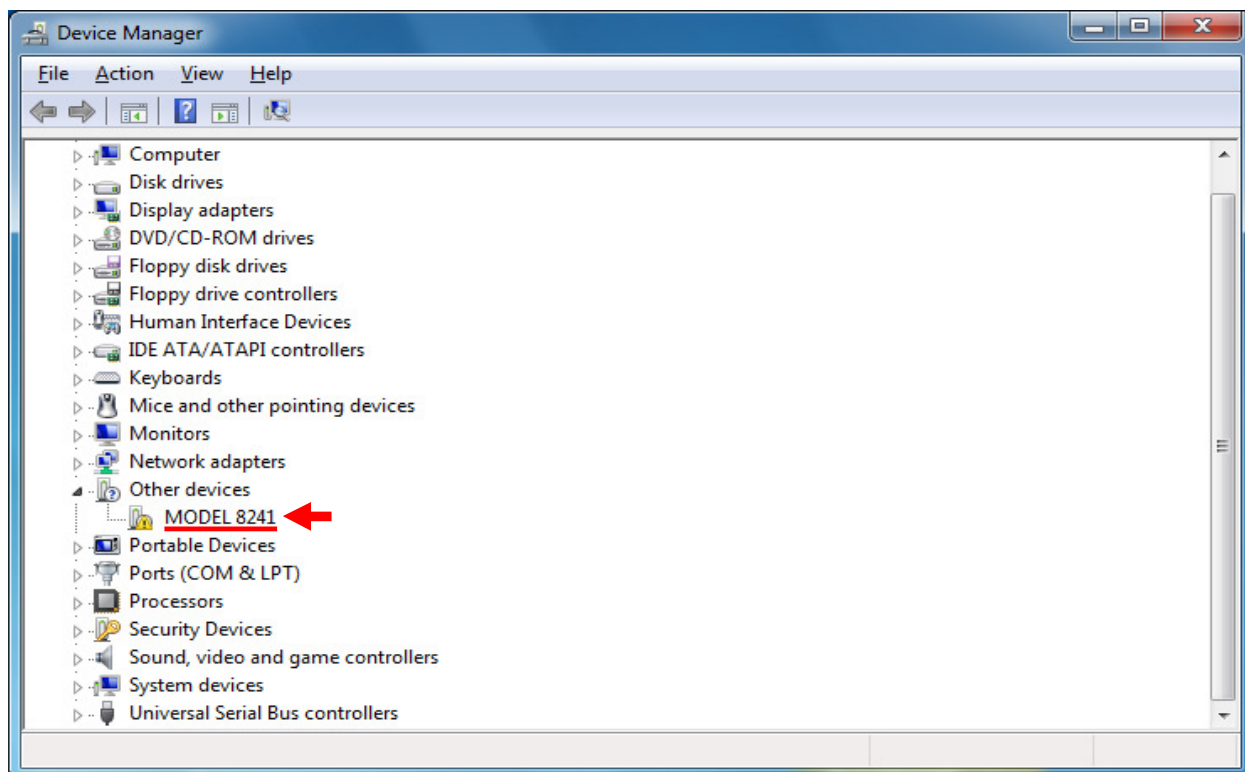 Device Manager
File Action View Help
Computer
Disk drives
Display adapters
DVD/CD-ROM drives
Floppy disk drives
Floppy drive controllers
Human Interface Devices
IDE ATA/ATAPI controllers
Keyboards
Mice and other pointing devices
Monitors
Network adapters
Other devices
MODEL 8241
Portable Devices
Ports (COM & LPT)
Processors
Security Devices
Sound, video and game controllers
System devices
Universal Serial Bus controllers